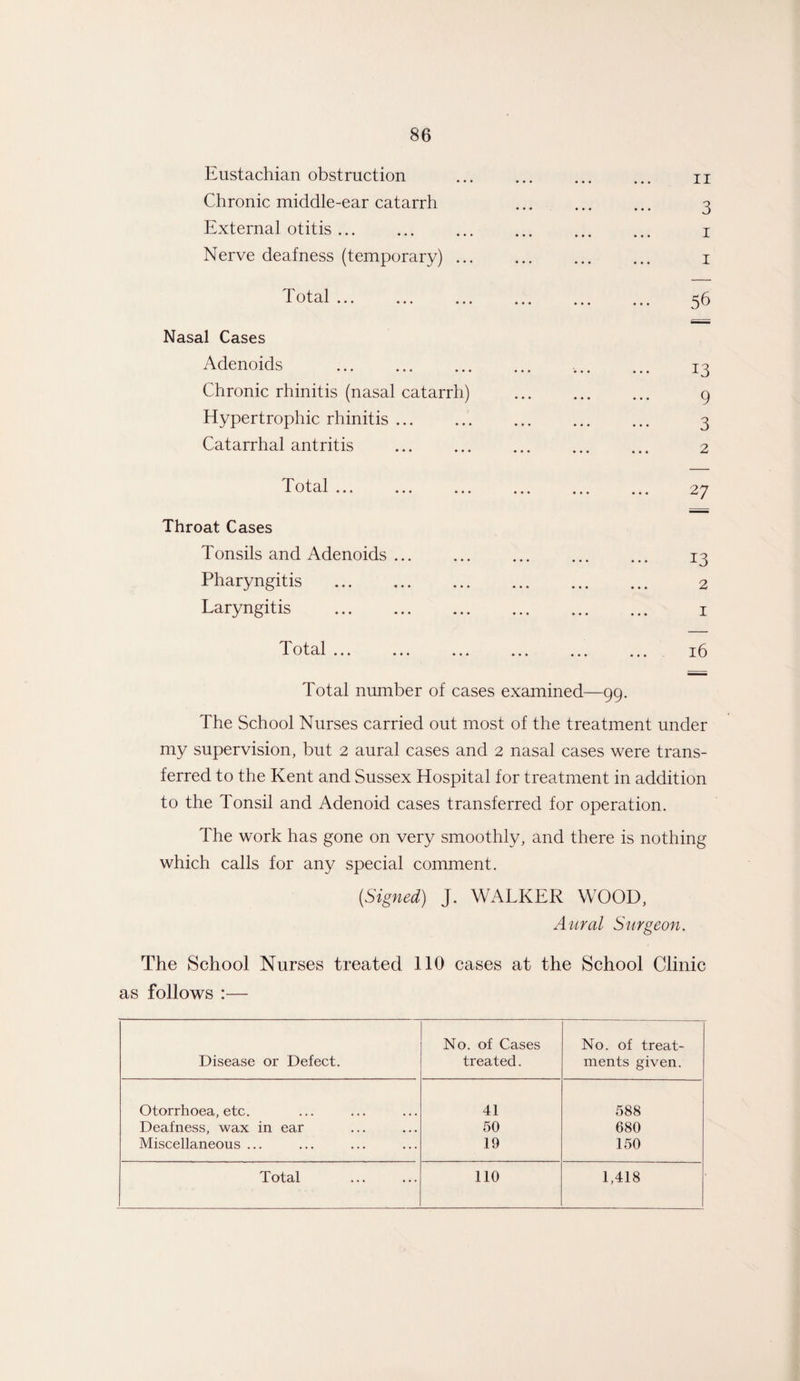 86
Eustachian obstruction ... ... ... ... 11
Chronic middle-ear catarrh ... ... ... 3
External otitis ... ... ... ... ... ... 1
Nerve deafness (temporary) ... ... ... ... 1
Total ... ... ... ... ... ... 56
Nasal Cases
Adenoids ... ... ... ... ... ... 13
Chronic rhinitis (nasal catarrh) ... ... ... 9
Hypertrophic rhinitis ... ... ... ... ... 3
Catarrhal antritis ... ... ... ... ... 2
Total ... ... ... ... ... ... 27
Throat Cases
Tonsils and Adenoids ... ... ... ... ... 13
Pharyngitis ... ... ... ... ... ... 2
Laryngitis ... ... ... ... ... ... 1
Total ... ... ... ... ... ... 16
Total number of cases examined—99.
The School Nurses carried out most of the treatment under
my supervision, but 2 aural cases and 2 nasal cases were trans-
ferred to the Kent and Sussex Hospital for treatment in addition
to the Tonsil and Adenoid cases transferred for operation.
The work has gone on very smoothly, and there is nothing
which calls for any special comment.
(Signed) J. WALKER WOOD,
Aural Surgeon.
The School Nurses treated 110 cases at the School Clinic
as follows :—
Disease or Defect. No. of Cases treated. No. of treat-ments given.
Otorrhoea, etc. ... ... ... 41 588
Deafness, wax in ear ... ... 50 680
Miscellaneous ... ... ... ... 19 150
Total ... ... 110 1,418